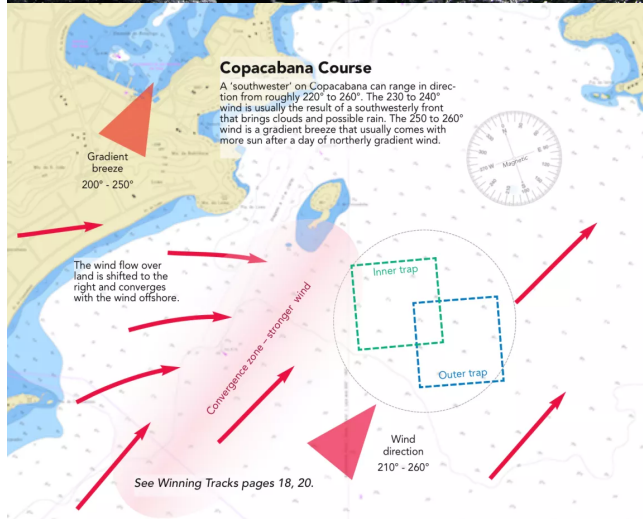 Copacabana Course
A 'southwester' on Copacabana can range in direc-
tion from roughly 220° to 260°. The 230 to 240°
wind is usually the result of a southwesterly front
that brings clouds and possible rain. The 250 to 260°
wind is a gradient breeze that usually comes with
more sun after a day of northerly gradient wind.
Gradient
breeze
200° - 250°
Magnetic
The wind flow over
land is shifted to the
right and converges
with the wind offshore.
Inner trap
Convergence zone – stronger wind
Outer trap
Wind
direction
210° - 260°
See Winning Tracks pages 18, 20.